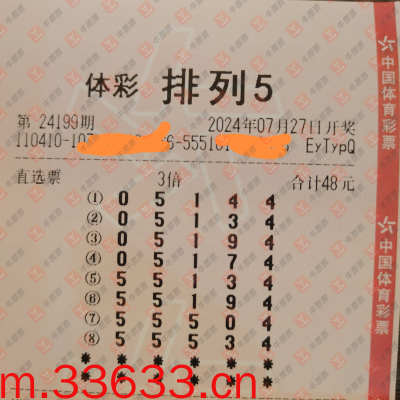 体彩 排列5
第 24199期 2024年07月27日开奖
110410-107 6-555101 EyTypQ
直选票 3倍 合计48元
① 0 5 1 4 4
② 0 5 1 3 4
③ 0 5 1 9 4
④ 0 5 1 7 4
⑤ 5 5 1 3 4
⑥ 5 5 1 9 4
⑦ 5 5 5 0 4
⑧ 5 5 5 3 4
* * * * * *
* * * * * *
m.33633.cn
中国体育彩票
中国体育彩票